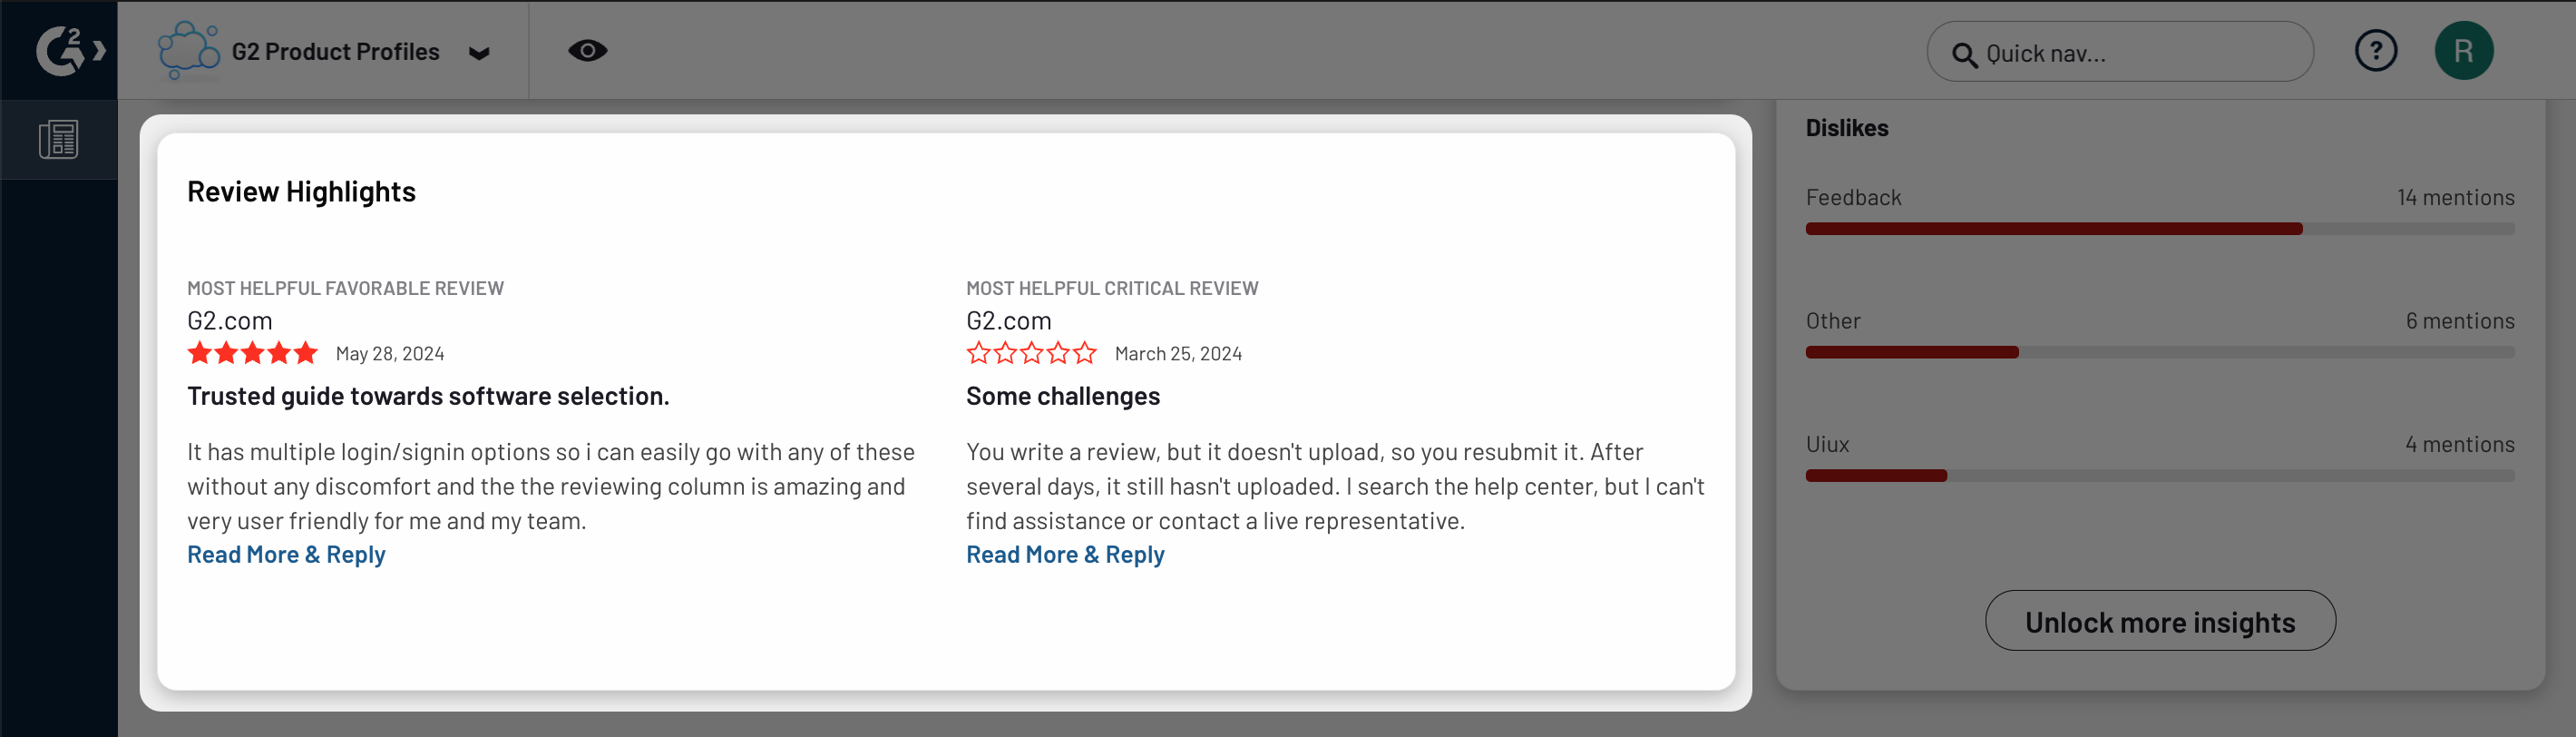 G2
G2 Product Profiles
Quick nav...
?
R
Review Highlights
MOST HELPFUL FAVORABLE REVIEW
G2.com
May 28, 2024
Trusted guide towards software selection.
It has multiple login/signin options so i can easily go with any of these
without any discomfort and the the reviewing column is amazing and
very user friendly for me and my team.
Read More & Reply
MOST HELPFUL CRITICAL REVIEW
G2.com
March 25, 2024
Some challenges
You write a review, but it doesn't upload, so you resubmit it. After
several days, it still hasn't uploaded. I search the help center, but I can't
find assistance or contact a live representative.
Read More & Reply
Dislikes
Feedback 14 mentions
Other 6 mentions
Uiux 4 mentions
Unlock more insights